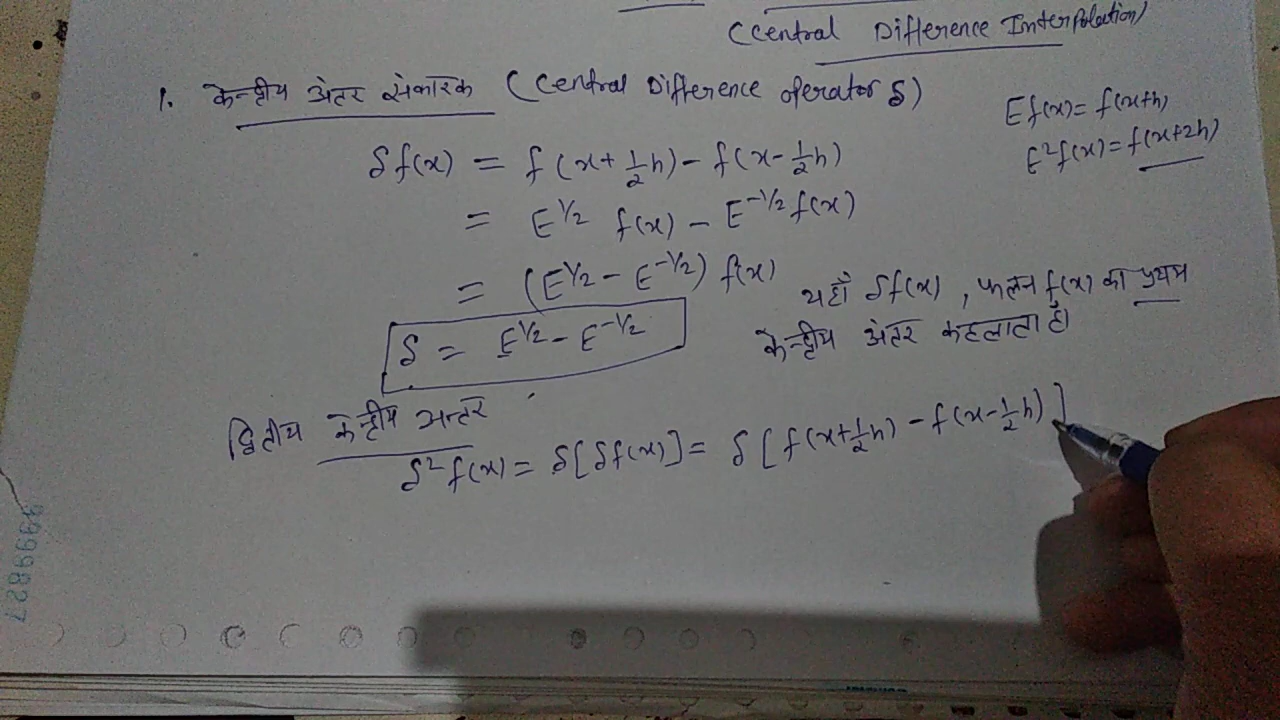 (Central Difference Interpolation)
1. केन्द्रीय अंतर संकारक (Central Difference operator δ)
E f(x) = f(x+h)
E²f(x) = f(x+2h)
δ f(x) = f(x+½h) - f(x-½h)
= E^1/2 f(x) - E^-1/2 f(x)
= (E^1/2 - E^-1/2) f(x)
δ = E^1/2 - E^-1/2
यहाँ δf(x), फलन f(x) का प्रथम
केन्द्रीय अंतर कहलाता है।
द्वितीय केन्द्रीय अन्तर
δ²f(x) = δ[δf(x)] = δ[f(x+½h) - f(x-½h)]
9999827